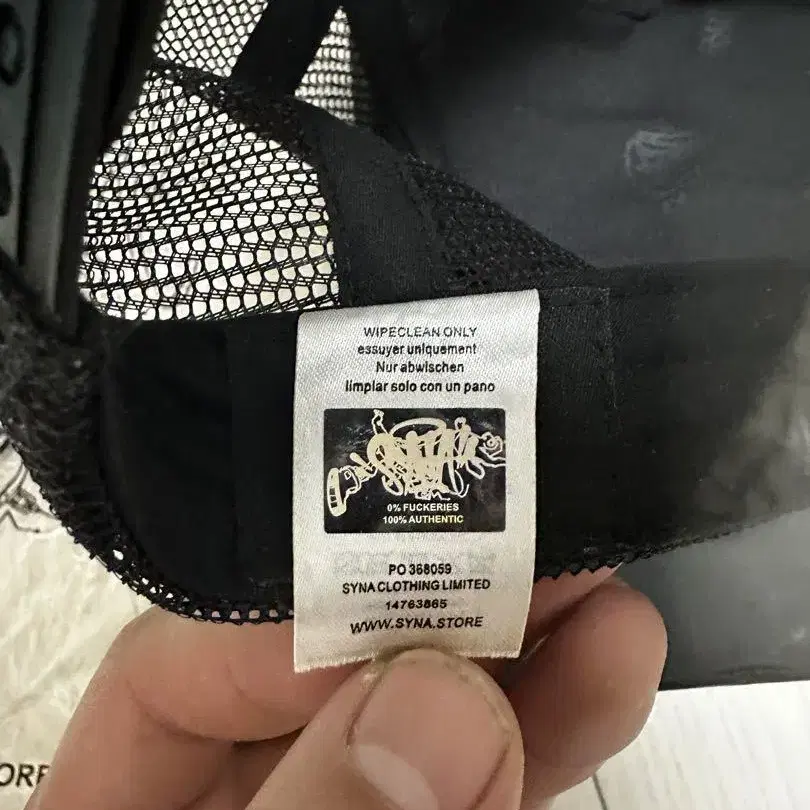 WIPECLEAN ONLY
essuyer uniquement
Nur abwischen
limpiar solo con un pano
0% FUCKERIES
100% AUTHENTIC
PO 368059
SYNA CLOTHING LIMITED
14763865
WWW.SYNA.STORE